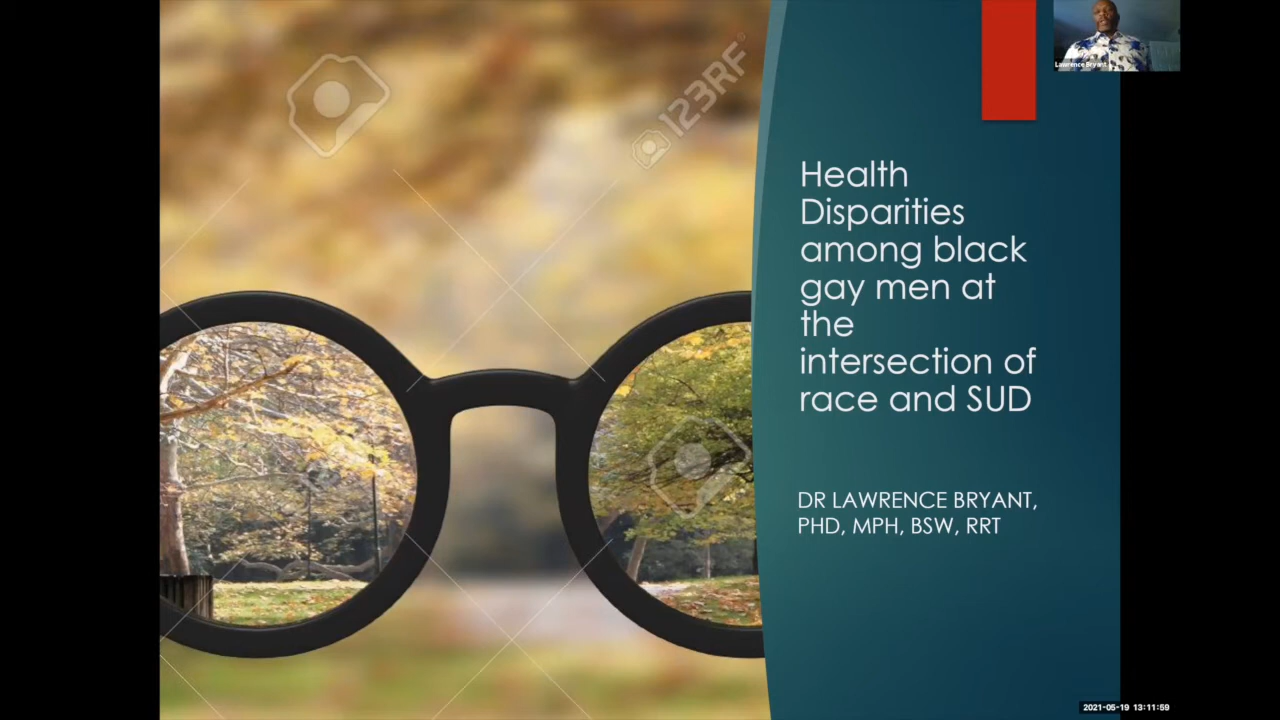 123RF
Lawrence Bryant
Health
Disparities
among black
gay men at
the
intersection of
race and SUD
DR LAWRENCE BRYANT,
PHD, MPH, BSW, RRT
2021-05-19 13:11:59